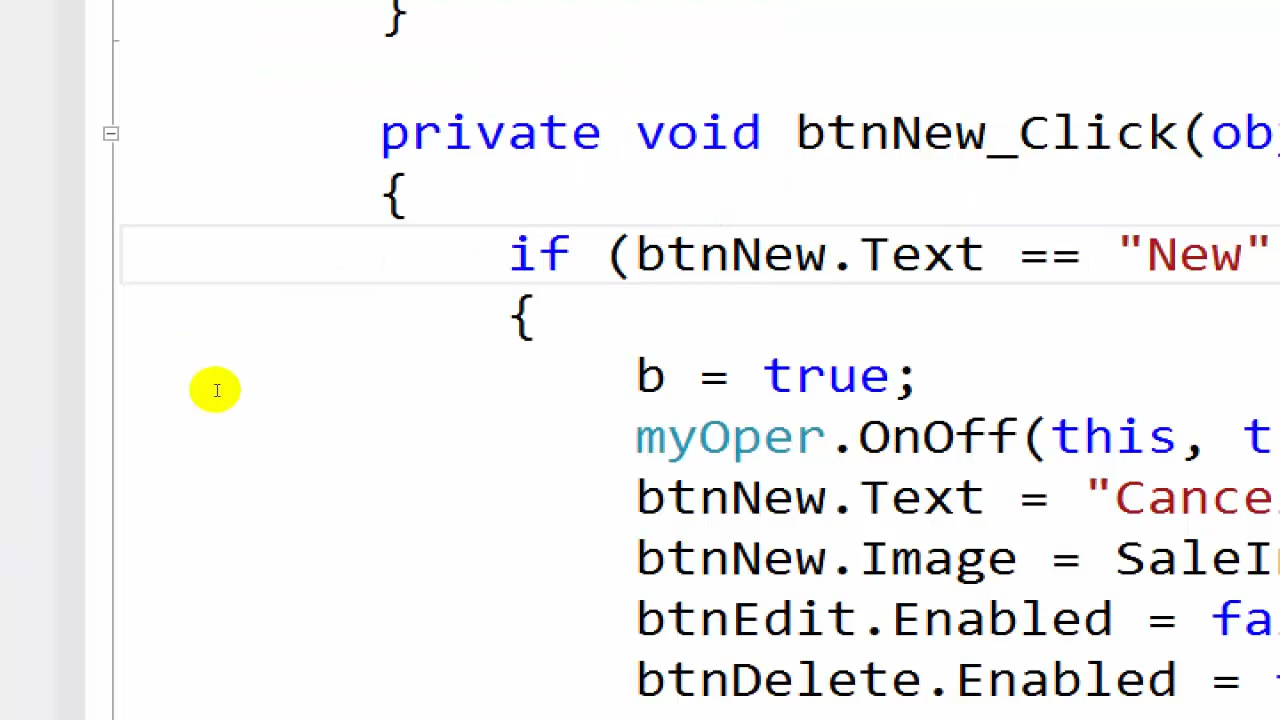 }
private void btnNew_Click(ob
{
if (btnNew.Text == "New"
{
b = true;
myOper.OnOff(this, t
btnNew.Text = "Cance
btnNew.Image = SaleI
btnEdit.Enabled = fa
btnDelete.Enabled =